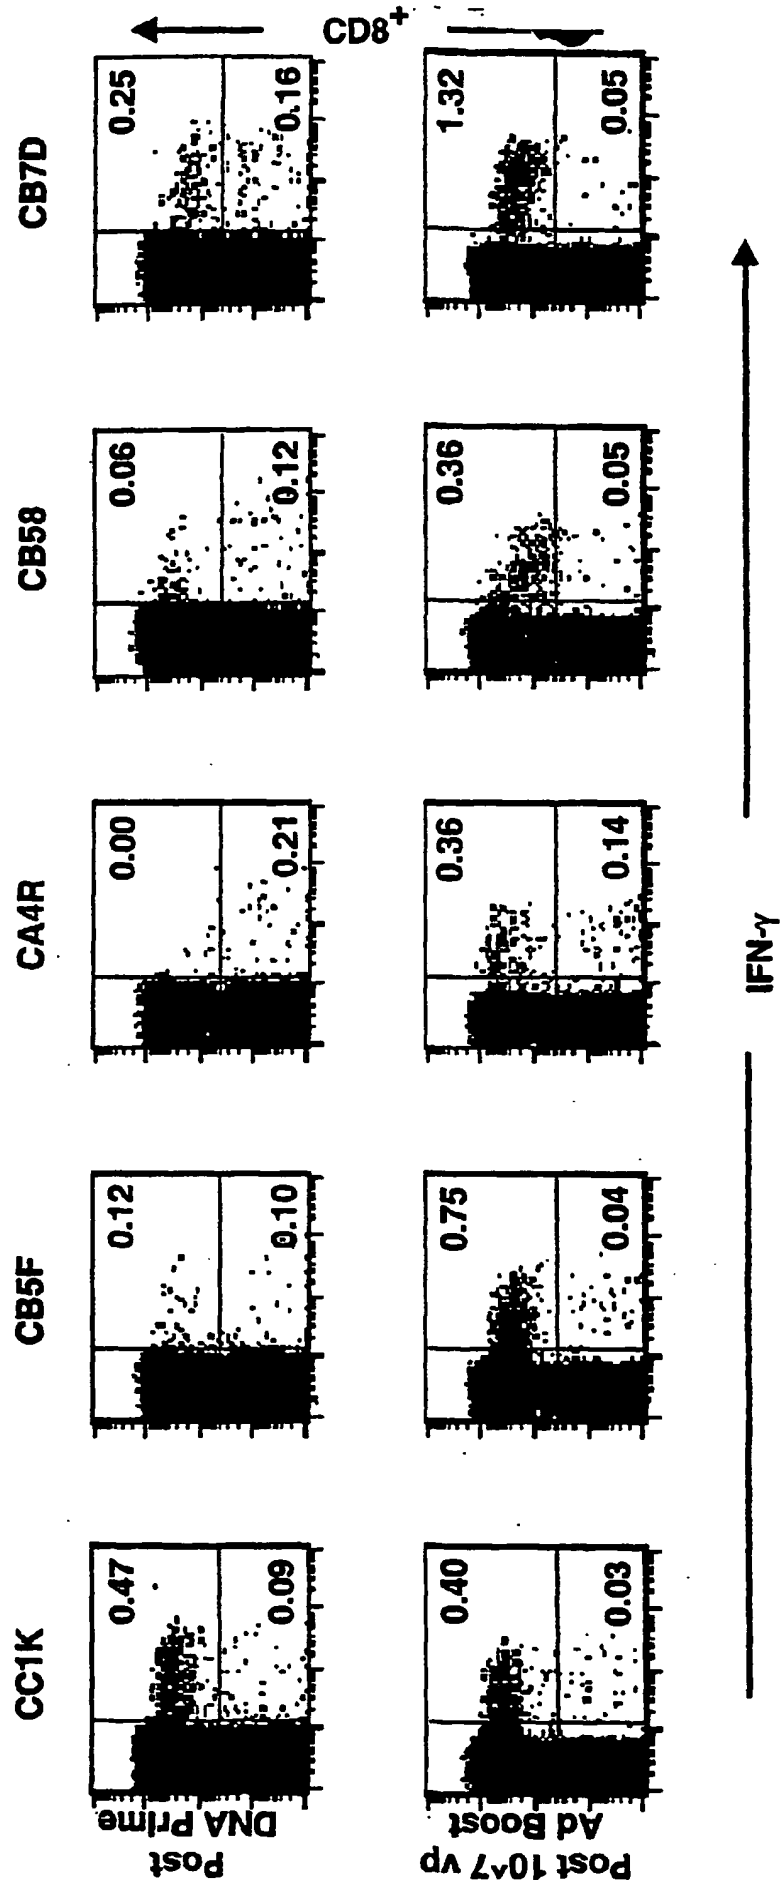 CC1K
CB5F
CA4R
CB58
CB7D
Post
DNA Prime
0.47
0.09
0.12
0.10
0.00
0.21
0.06
0.12
0.25
0.16
CD8+
Post 10^7 vp
Ad Boost
0.40
0.03
0.75
0.04
0.36
0.14
0.36
0.05
1.32
0.05
IFN-γ